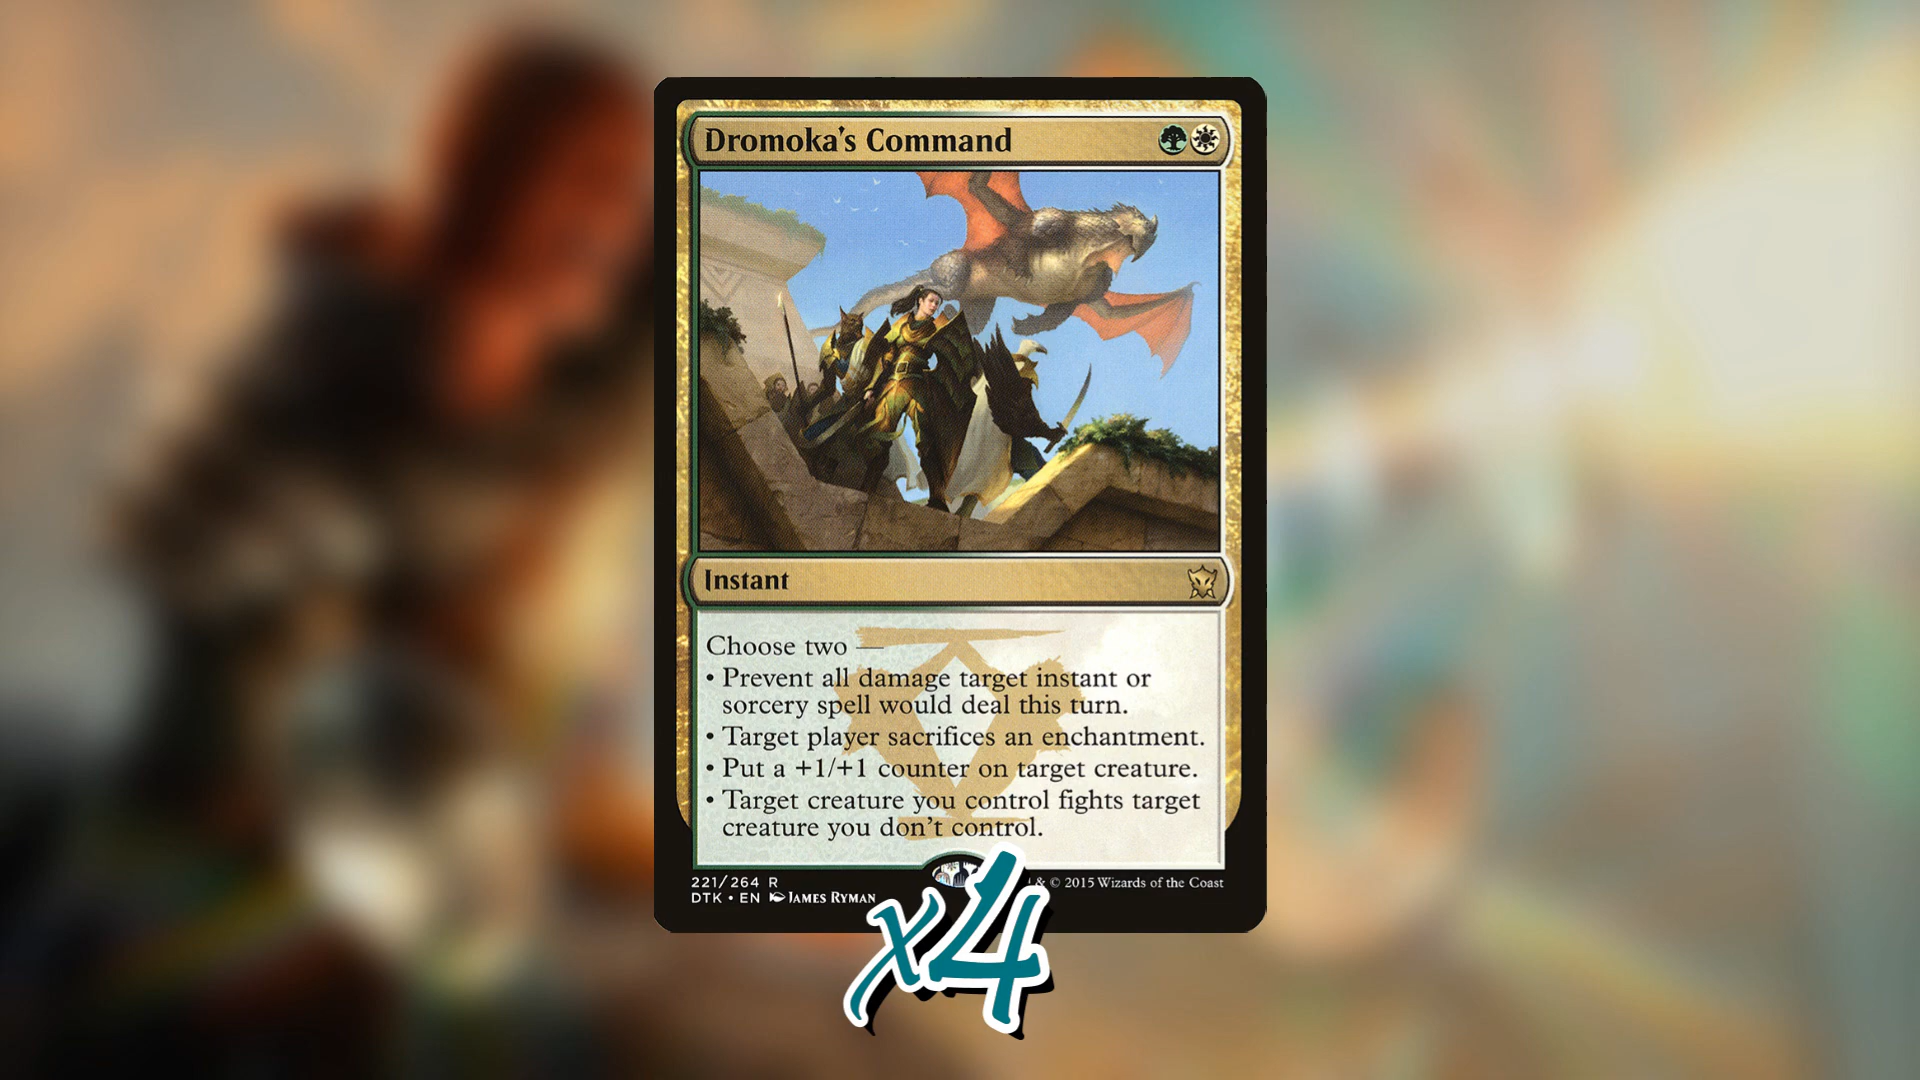 Dromoka's Command
Instant
Choose two —
• Prevent all damage target instant or
sorcery spell would deal this turn.
• Target player sacrifices an enchantment.
• Put a +1/+1 counter on target creature.
• Target creature you control fights target
creature you don't control.
221/264 R
DTK • EN JAMES RYMAN
& © 2015 Wizards of the Coast
x4